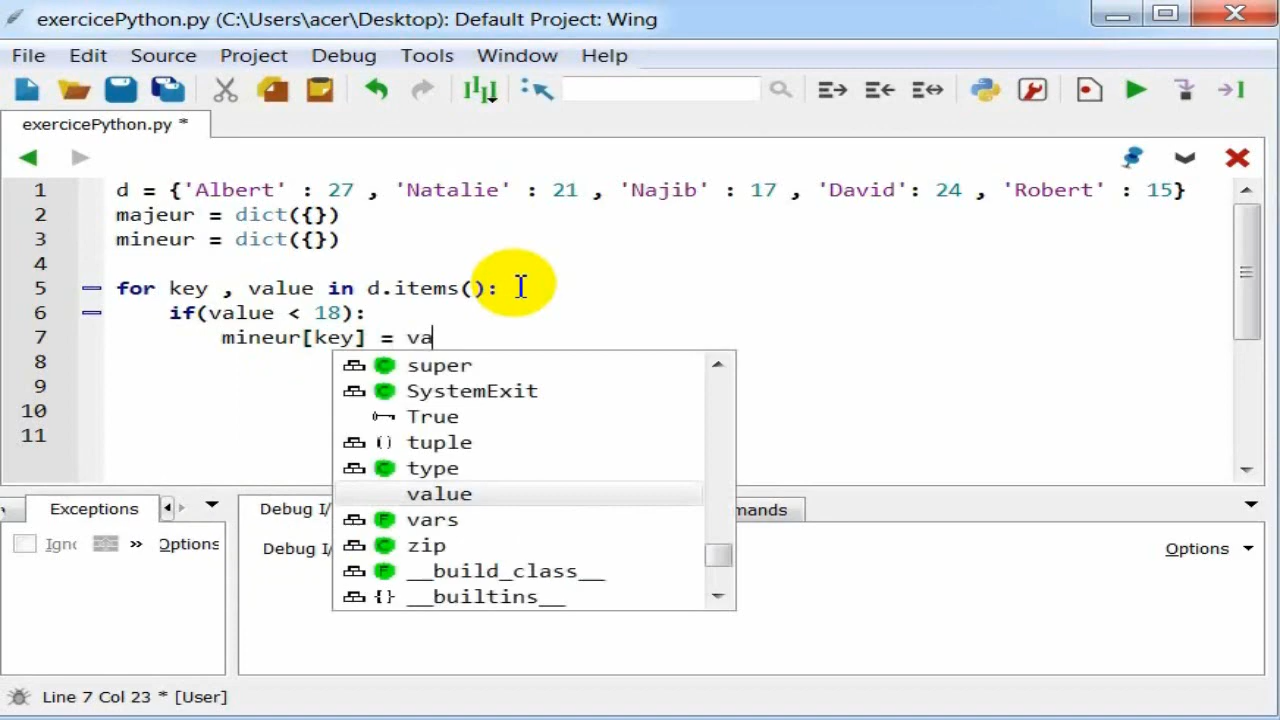 exercicePython.py (C:\Users\acer\Desktop): Default Project: Wing
File Edit Source Project Debug Tools Window Help
exercicePython.py *
1 d = {'Albert' : 27 , 'Natalie' : 21 , 'Najib' : 17 , 'David': 24 , 'Robert' : 15}
2 majeur = dict({})
3 mineur = dict({})
4
5 for key , value in d.items():
6 if(value < 18):
7 mineur[key] = va
8
9
10
11
super
SystemExit
True
() tuple
type
value
vars
zip
__build_class__
{} __builtins__
Exceptions Debug I/ mands
Options Debug I/ Options
Line 7 Col 23 * [User]